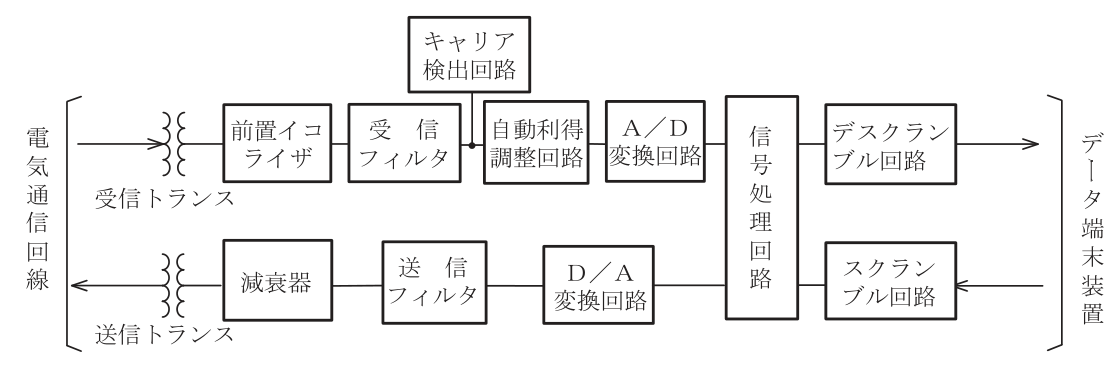 電気通信回線
受信トランス
前置イコ
ライザ
受　信
フィルタ
キャリア
検出回路
自動利得
調整回路
Ａ／Ｄ
変換回路
信号処理回路
デスクラン
ブル回路
データ端末装置
送信トランス
減衰器
送　信
フィルタ
Ｄ／Ａ
変換回路
スクラン
ブル回路